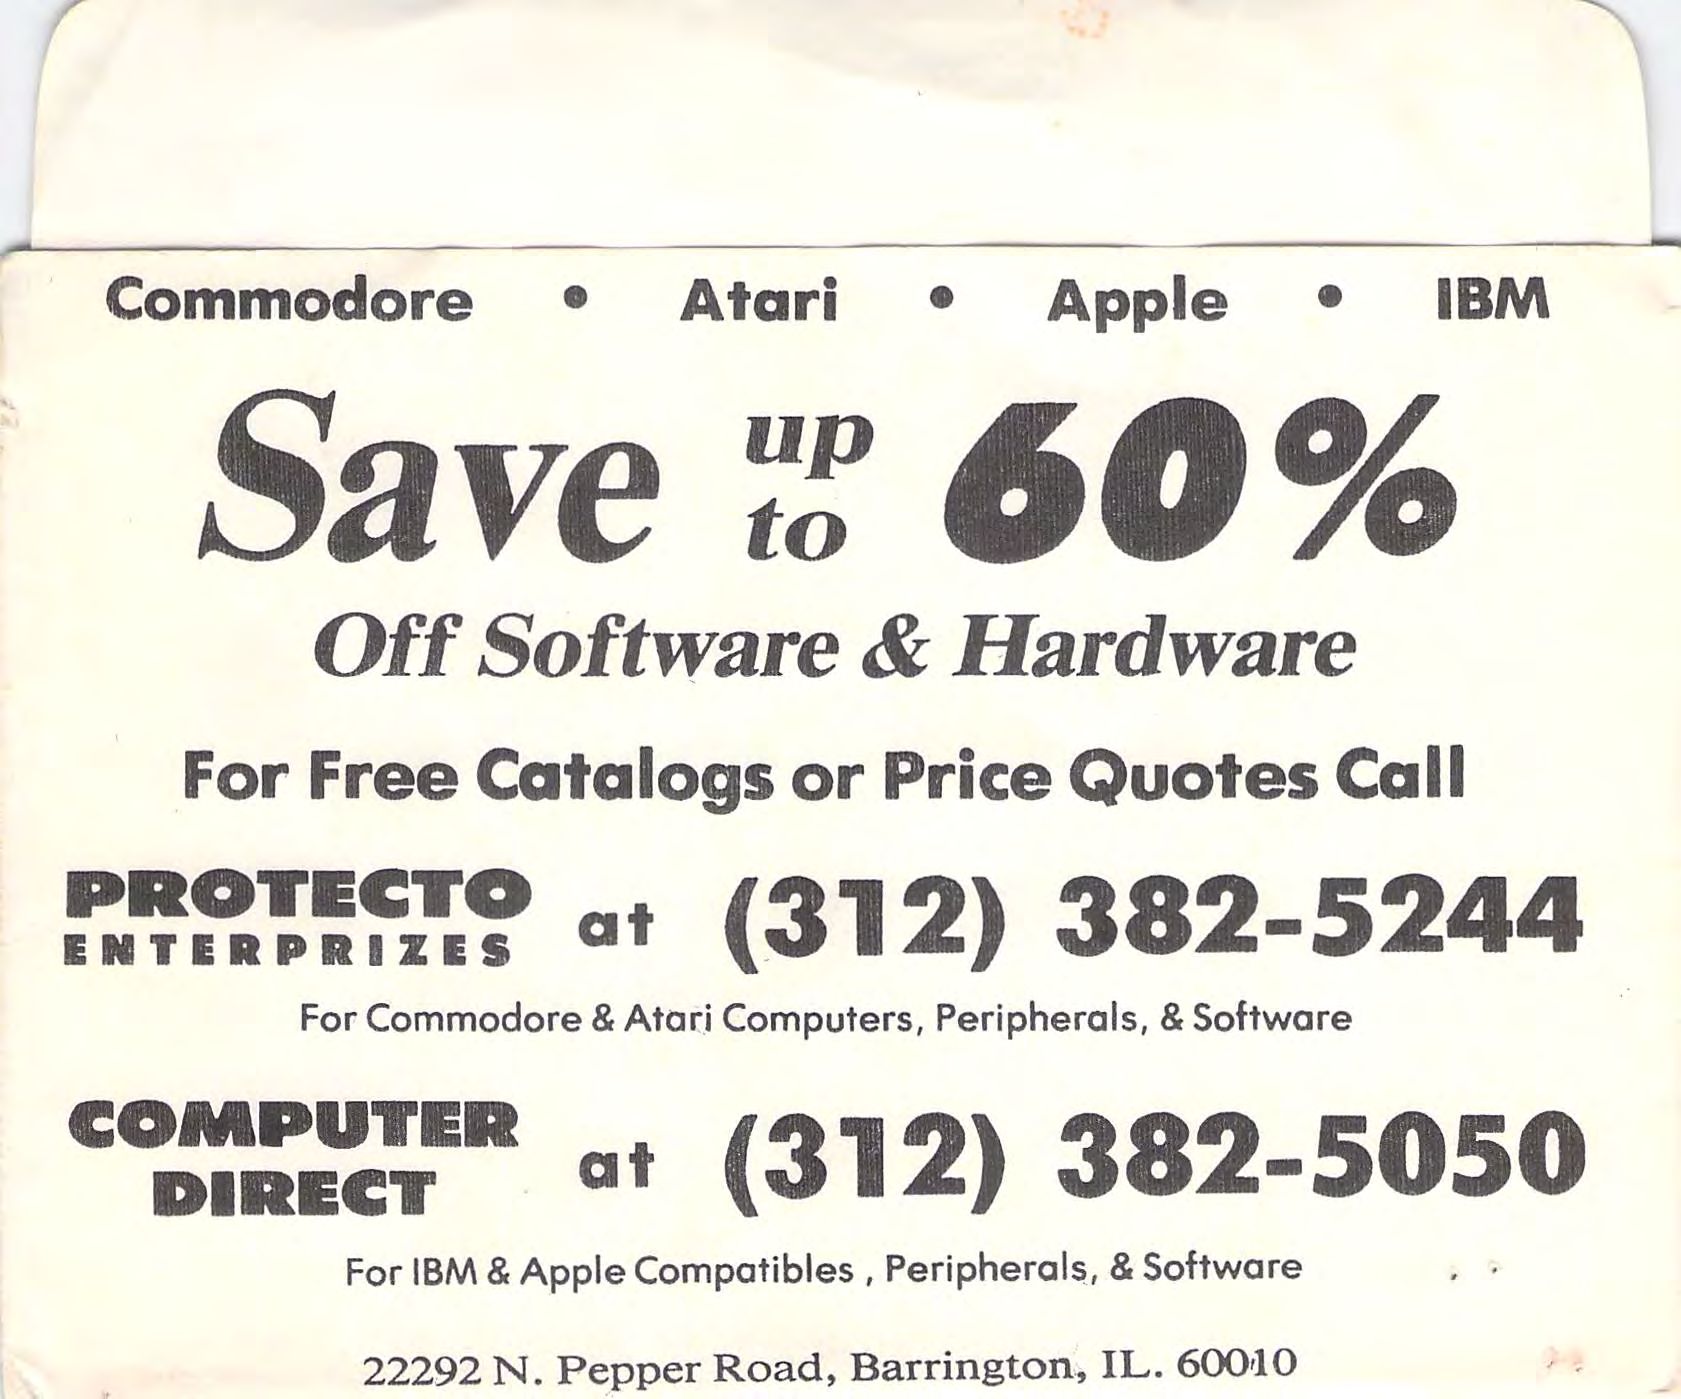 Commodore • Atari • Apple • IBM
Save up to 60%
Off Software & Hardware
For Free Catalogs or Price Quotes Call
PROTECTO ENTERPRIZES at (312) 382-5244
For Commodore & Atari Computers, Peripherals, & Software
COMPUTER DIRECT at (312) 382-5050
For IBM & Apple Compatibles , Peripherals, & Software
22292 N. Pepper Road, Barrington, IL. 60010